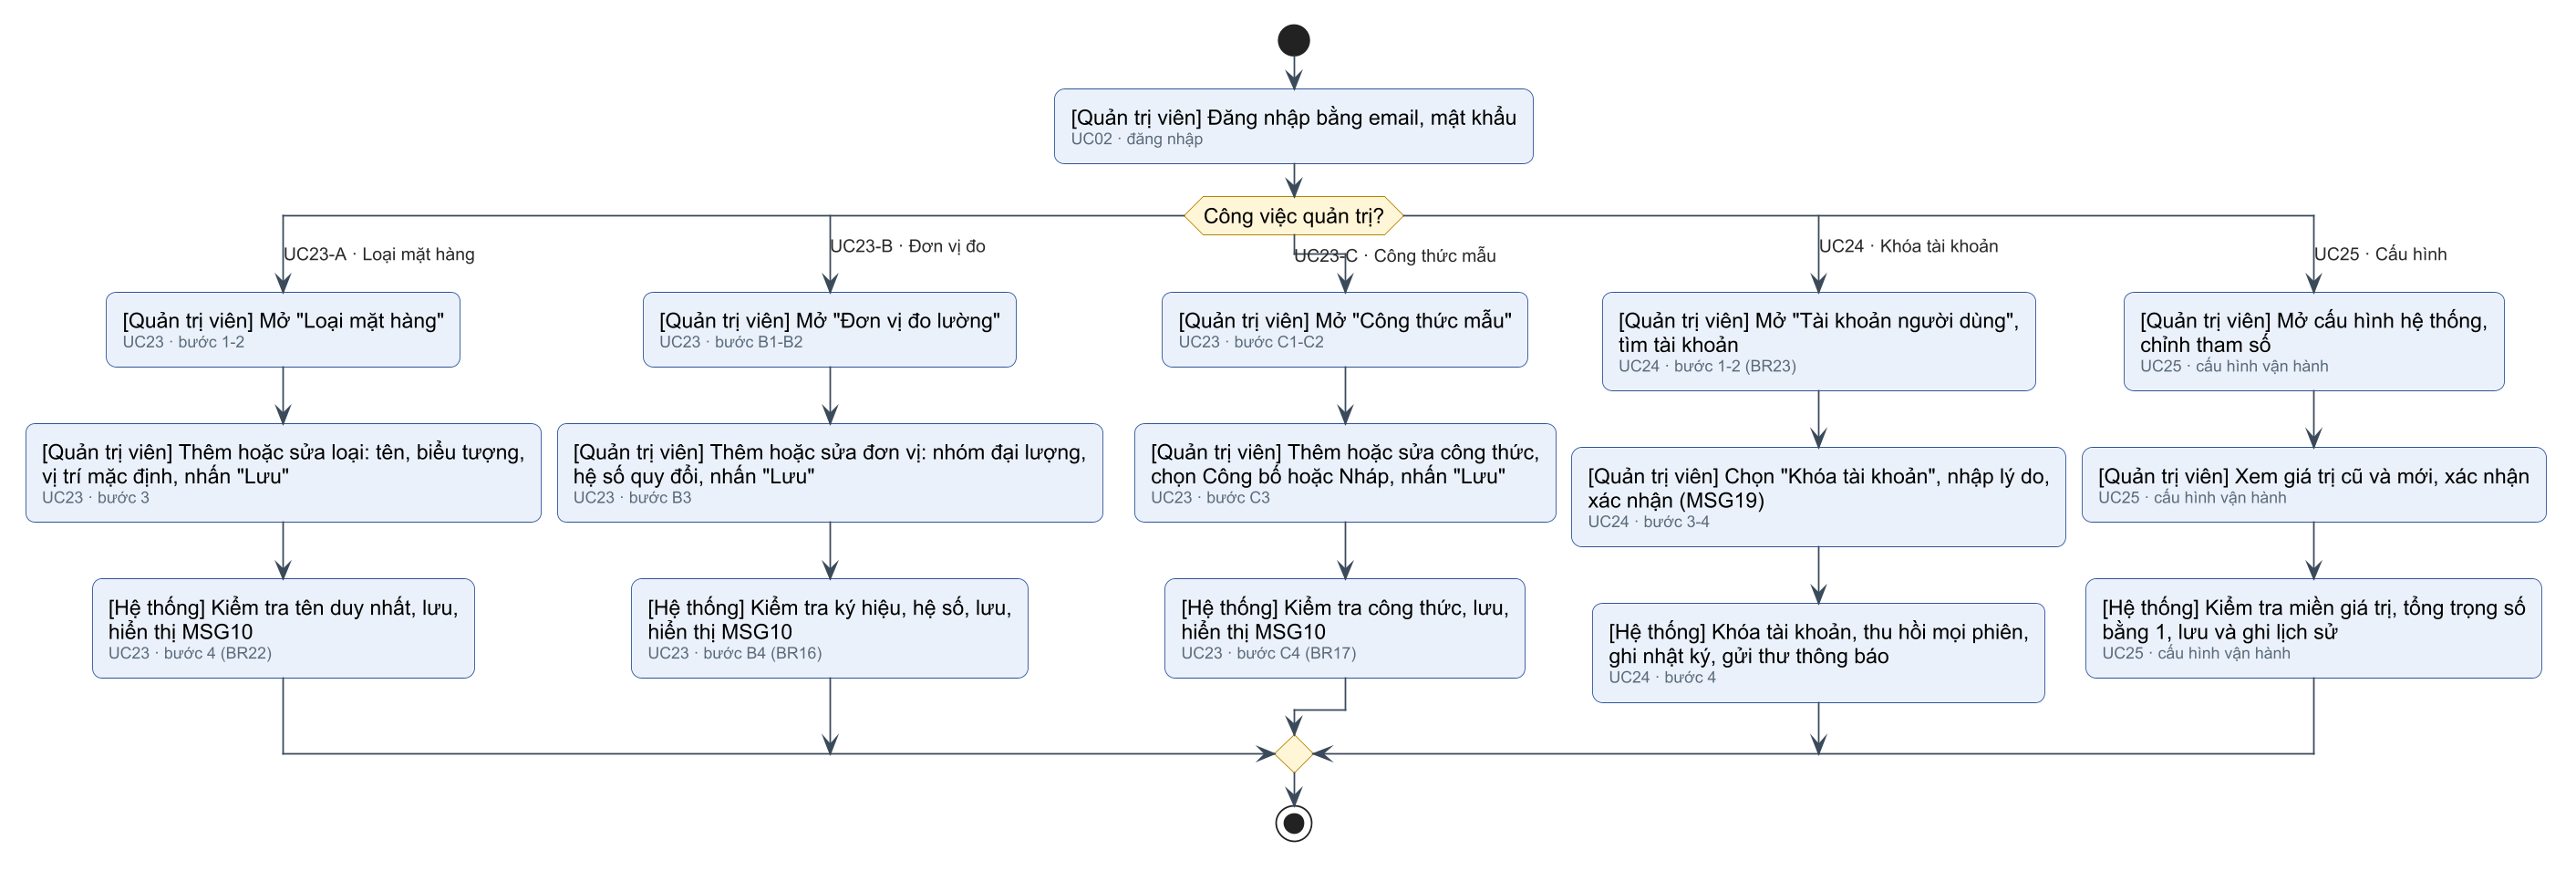 [Quản trị viên] Đăng nhập bằng email, mật khẩu
UC02 · đăng nhập
Công việc quản trị?
UC23-A · Loại mặt hàng
[Quản trị viên] Mở "Loại mặt hàng"
UC23 · bước 1-2
[Quản trị viên] Thêm hoặc sửa loại: tên, biểu tượng,
vị trí mặc định, nhấn "Lưu"
UC23 · bước 3
[Hệ thống] Kiểm tra tên duy nhất, lưu,
hiển thị MSG10
UC23 · bước 4 (BR22)
UC23-B · Đơn vị đo
[Quản trị viên] Mở "Đơn vị đo lường"
UC23 · bước B1-B2
[Quản trị viên] Thêm hoặc sửa đơn vị: nhóm đại lượng,
hệ số quy đổi, nhấn "Lưu"
UC23 · bước B3
[Hệ thống] Kiểm tra ký hiệu, hệ số, lưu,
hiển thị MSG10
UC23 · bước B4 (BR16)
UC23-C · Công thức mẫu
[Quản trị viên] Mở "Công thức mẫu"
UC23 · bước C1-C2
[Quản trị viên] Thêm hoặc sửa công thức,
chọn Công bố hoặc Nháp, nhấn "Lưu"
UC23 · bước C3
[Hệ thống] Kiểm tra công thức, lưu,
hiển thị MSG10
UC23 · bước C4 (BR17)
UC24 · Khóa tài khoản
[Quản trị viên] Mở "Tài khoản người dùng",
tìm tài khoản
UC24 · bước 1-2 (BR23)
[Quản trị viên] Chọn "Khóa tài khoản", nhập lý do,
xác nhận (MSG19)
UC24 · bước 3-4
[Hệ thống] Khóa tài khoản, thu hồi mọi phiên,
ghi nhật ký, gửi thư thông báo
UC24 · bước 4
UC25 · Cấu hình
[Quản trị viên] Mở cấu hình hệ thống,
chỉnh tham số
UC25 · cấu hình vận hành
[Quản trị viên] Xem giá trị cũ và mới, xác nhận
UC25 · cấu hình vận hành
[Hệ thống] Kiểm tra miền giá trị, tổng trọng số
bằng 1, lưu và ghi lịch sử
UC25 · cấu hình vận hành